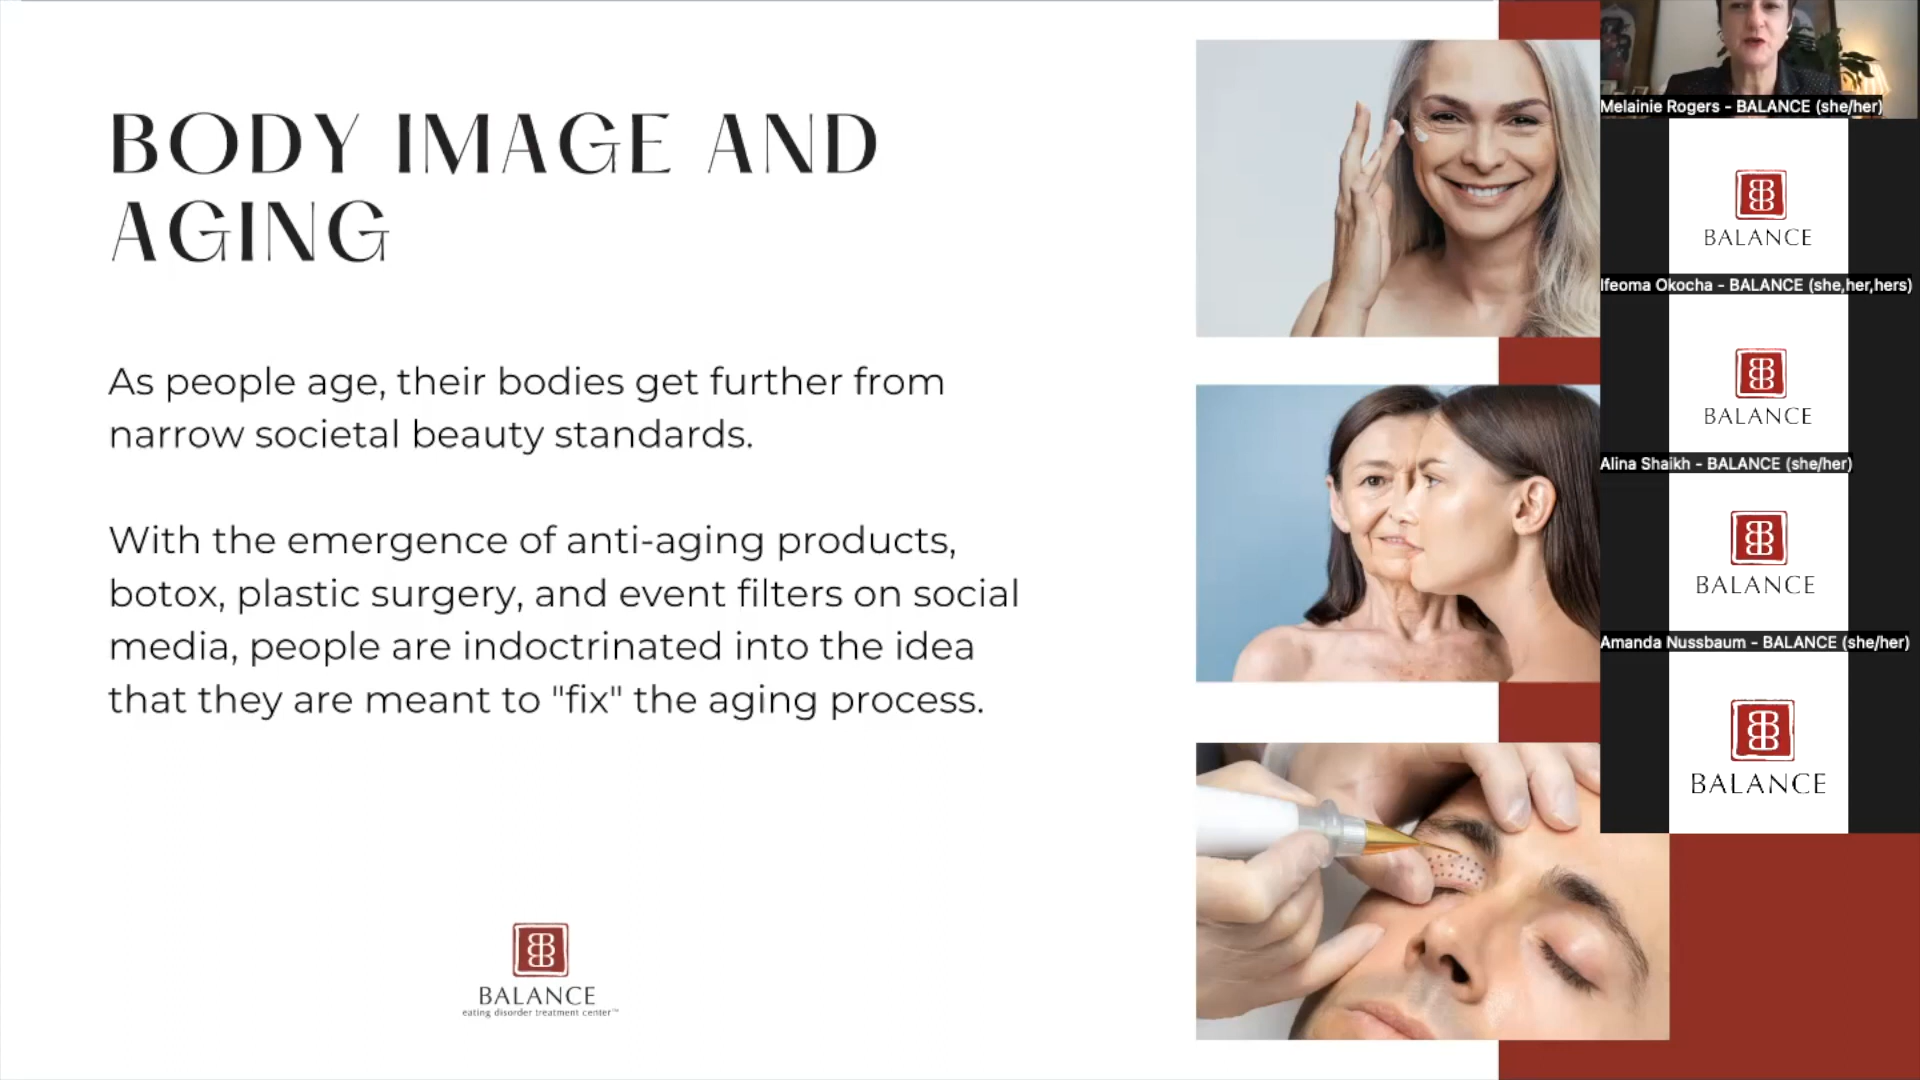 BODY IMAGE AND
AGING
As people age, their bodies get further from
narrow societal beauty standards.
With the emergence of anti-aging products,
botox, plastic surgery, and event filters on social
media, people are indoctrinated into the idea
that they are meant to "fix" the aging process.
BALANCE
eating disorder treatment center™
Melainie Rogers - BALANCE (she/her)
BALANCE
Ifeoma Okocha - BALANCE (she,her,hers)
BALANCE
Alina Shaikh - BALANCE (she/her)
BALANCE
Amanda Nussbaum - BALANCE (she/her)
BALANCE